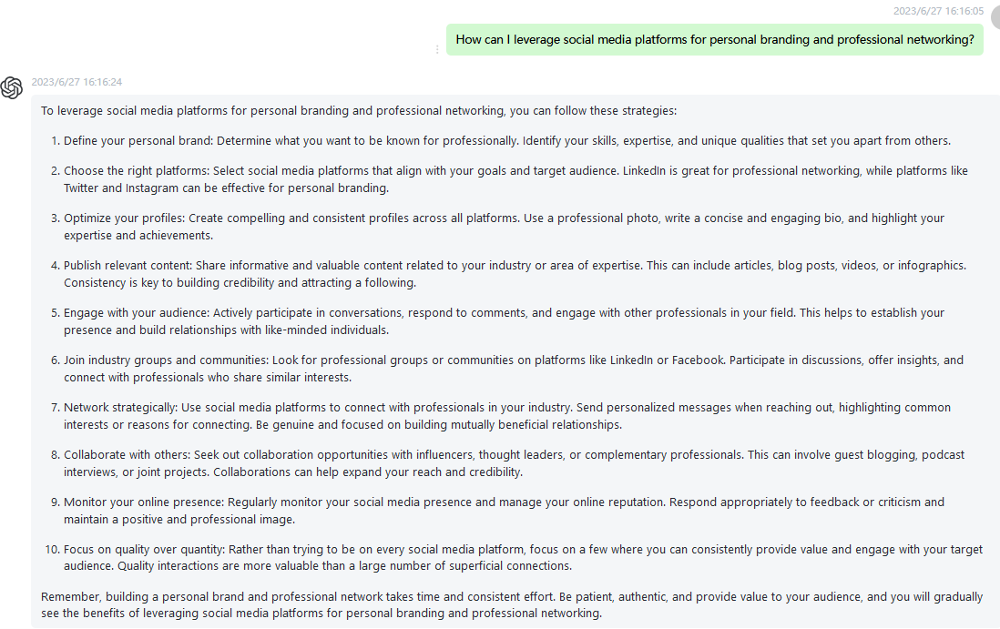 2023/6/27 16:16:05
How can I leverage social media platforms for personal branding and professional networking?
2023/6/27 16:16:24
To leverage social media platforms for personal branding and professional networking, you can follow these strategies:
1. Define your personal brand: Determine what you want to be known for professionally. Identify your skills, expertise, and unique qualities that set you apart from others.
2. Choose the right platforms: Select social media platforms that align with your goals and target audience. LinkedIn is great for professional networking, while platforms like
Twitter and Instagram can be effective for personal branding.
3. Optimize your profiles: Create compelling and consistent profiles across all platforms. Use a professional photo, write a concise and engaging bio, and highlight your
expertise and achievements.
4. Publish relevant content: Share informative and valuable content related to your industry or area of expertise. This can include articles, blog posts, videos, or infographics.
Consistency is key to building credibility and attracting a following.
5. Engage with your audience: Actively participate in conversations, respond to comments, and engage with other professionals in your field. This helps to establish your
presence and build relationships with like-minded individuals.
6. Join industry groups and communities: Look for professional groups or communities on platforms like LinkedIn or Facebook. Participate in discussions, offer insights, and
connect with professionals who share similar interests.
7. Network strategically: Use social media platforms to connect with professionals in your industry. Send personalized messages when reaching out, highlighting common
interests or reasons for connecting. Be genuine and focused on building mutually beneficial relationships.
8. Collaborate with others: Seek out collaboration opportunities with influencers, thought leaders, or complementary professionals. This can involve guest blogging, podcast
interviews, or joint projects. Collaborations can help expand your reach and credibility.
9. Monitor your online presence: Regularly monitor your social media presence and manage your online reputation. Respond appropriately to feedback or criticism and
maintain a positive and professional image.
10. Focus on quality over quantity: Rather than trying to be on every social media platform, focus on a few where you can consistently provide value and engage with your target
audience. Quality interactions are more valuable than a large number of superficial connections.
Remember, building a personal brand and professional network takes time and consistent effort. Be patient, authentic, and provide value to your audience, and you will gradually
see the benefits of leveraging social media platforms for personal branding and professional networking.